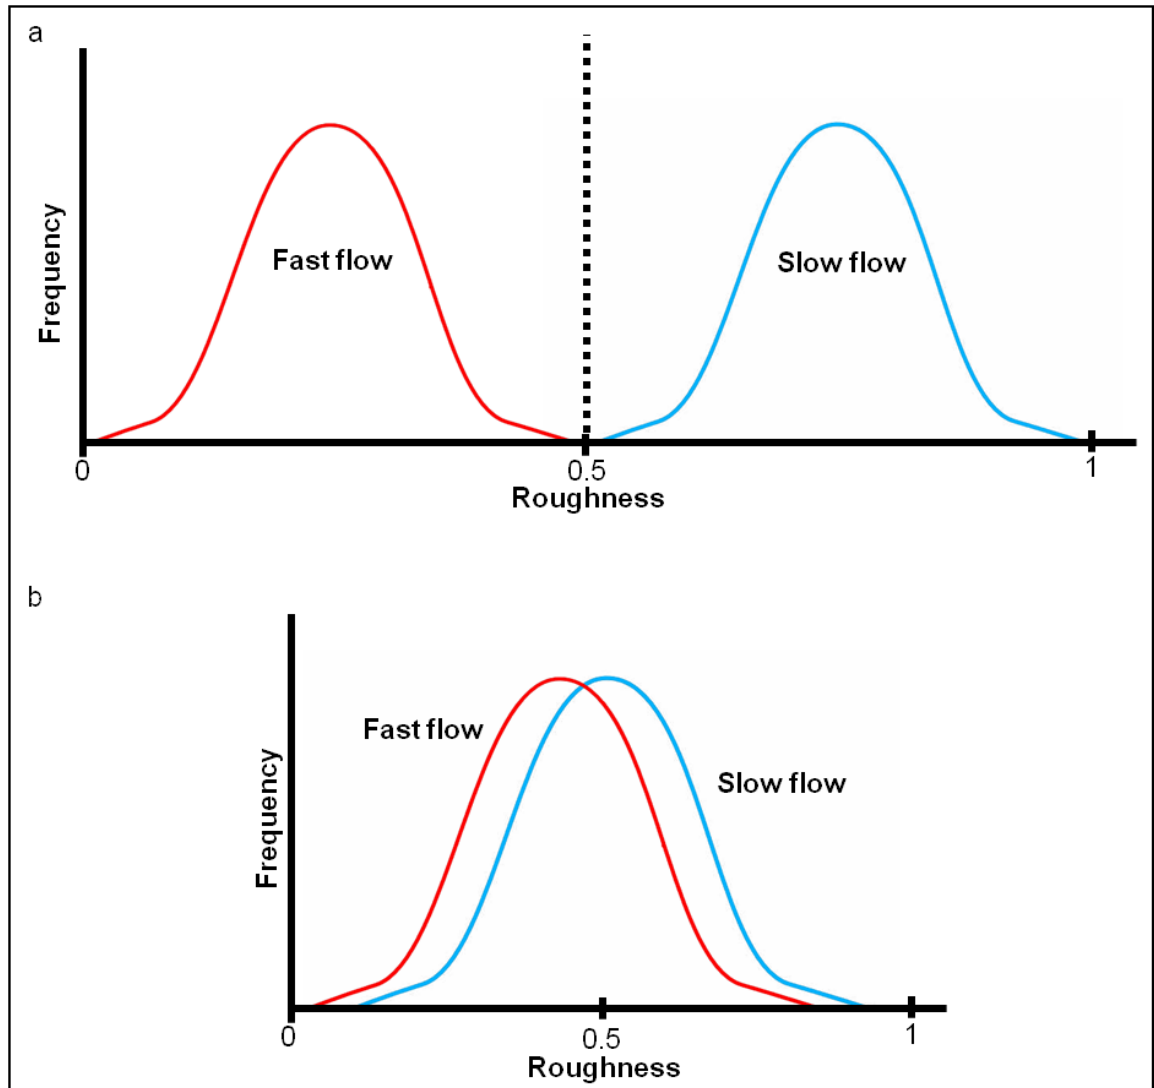 a
Frequency
Fast flow
Slow flow
0
0.5
1
Roughness
b
Frequency
Fast flow
Slow flow
0
0.5
1
Roughness